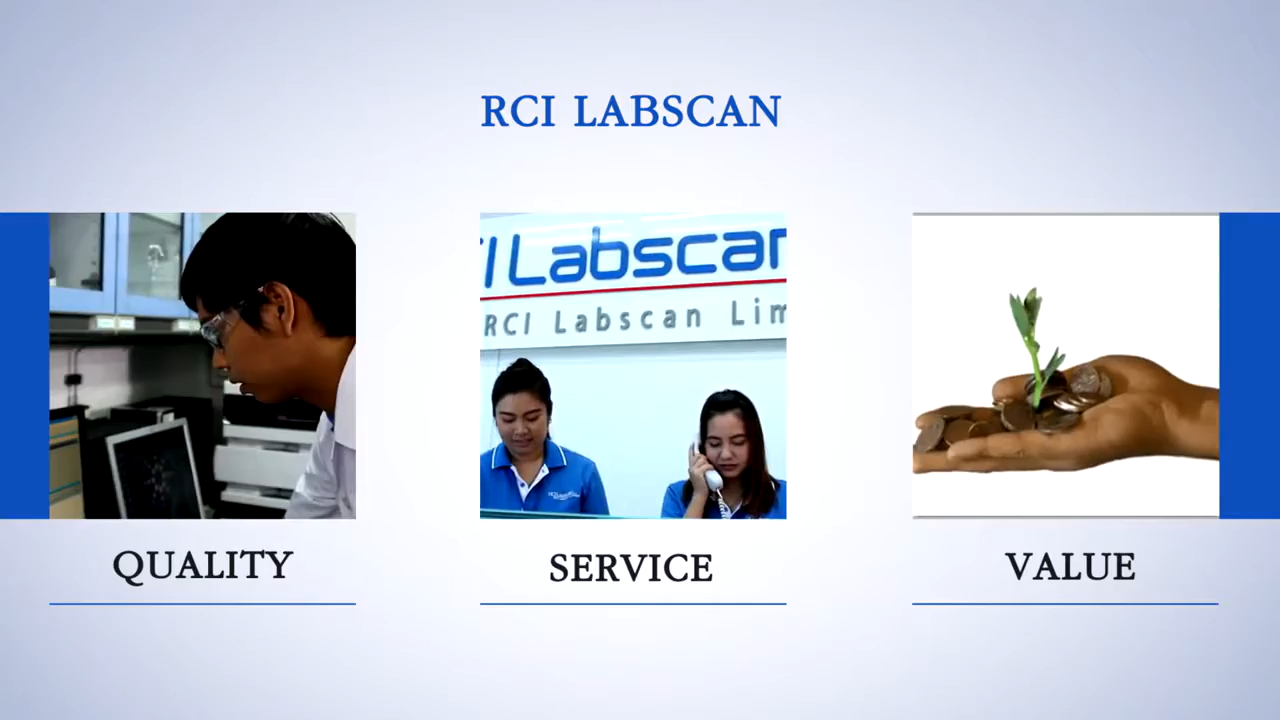 RCI LABSCAN
I Labscan
RCI Labscan Lim
QUALITY
SERVICE
VALUE